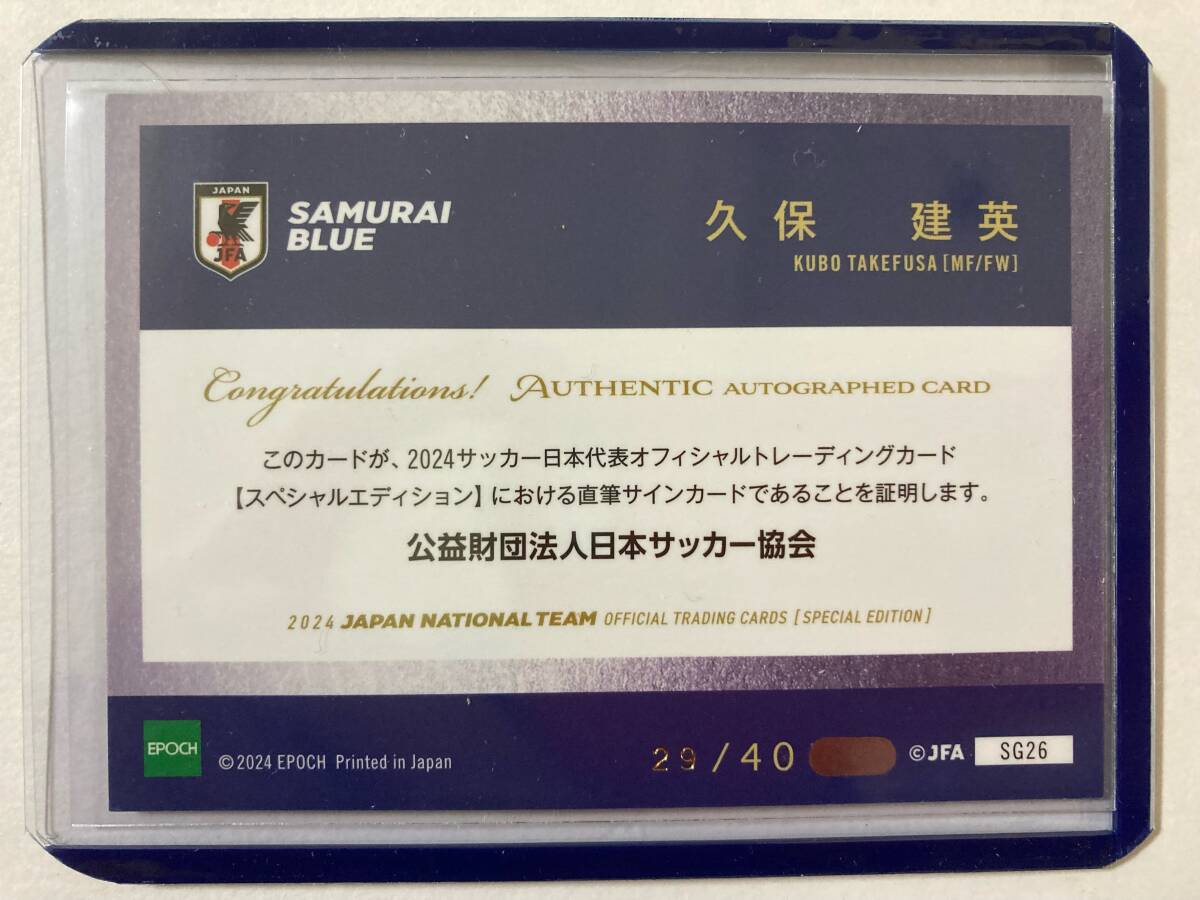 JAPAN
JFA
SAMURAI
BLUE
久保 建英
KUBO TAKEFUSA [MF/FW]
Congratulations! AUTHENTIC AUTOGRAPHED CARD
このカードが、2024サッカー日本代表オフィシャルトレーディングカード
【スペシャルエディション】における直筆サインカードであることを証明します。
公益財団法人日本サッカー協会
2024 JAPAN NATIONAL TEAM OFFICIAL TRADING CARDS [SPECIAL EDITION]
EPOCH
©2024 EPOCH Printed in Japan
29/40
©JFA
SG26